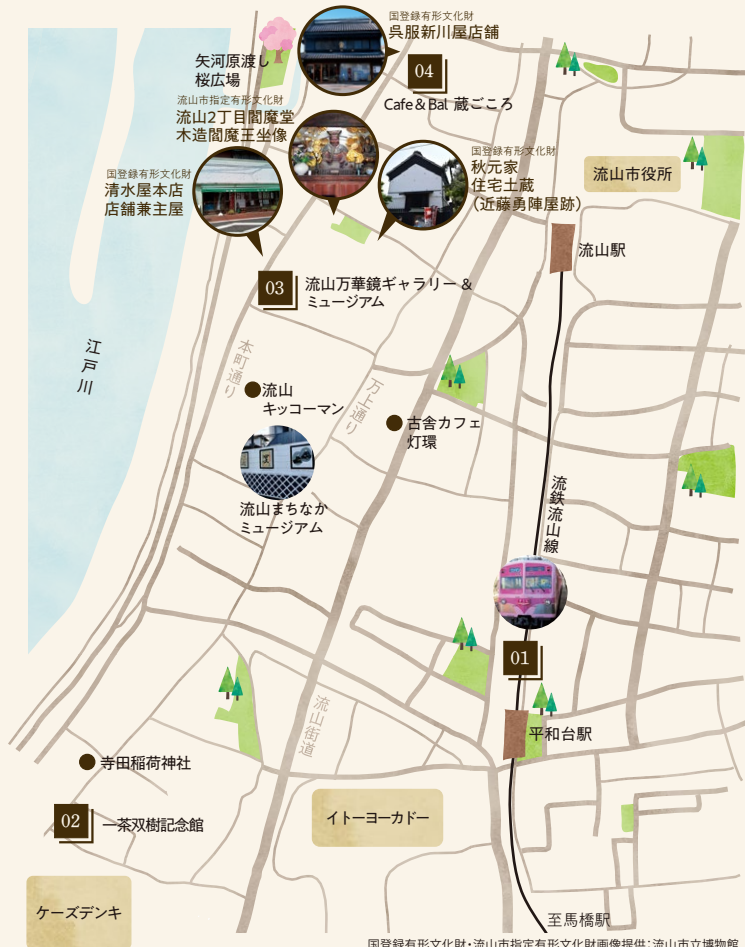 国登録有形文化財
呉服新川屋店舗
矢河原渡し
桜広場
04
Cafe＆Bal 蔵ごころ
流山市指定有形文化財
流山2丁目閻魔堂
木造閻魔王坐像
国登録有形文化財
秋元家
住宅土蔵
（近藤勇陣屋跡）
国登録有形文化財
清水屋本店
店舗兼主屋
流山市役所
流山駅
03
流山万華鏡ギャラリー ＆
ミュージアム
江戸川
本町通り
流山
キッコーマン
万上通り
古舎カフェ
灯環
流山まちなか
ミュージアム
流鉄流山線
01
流山街道
平和台駅
寺田稲荷神社
02
一茶双樹記念館
イトーヨーカドー
ケーズデンキ
至馬橋駅
国登録有形文化財・流山市指定有形文化財画像提供：流山市立博物館